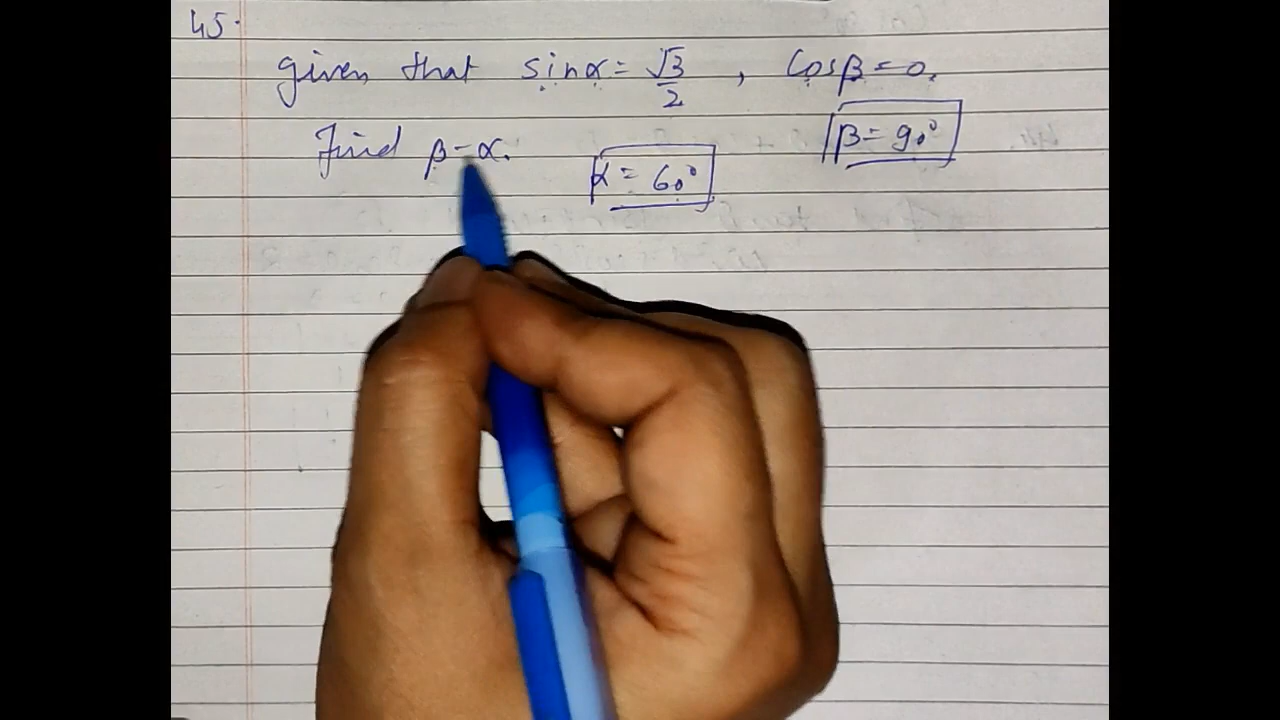 45.
given that sinα = √3/2 , Cosβ = 0.
Find β-α.
α = 60°
β = 90°